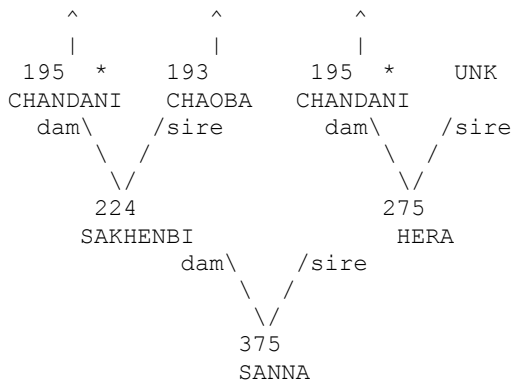 ^ ^ ^
| | |
195 * 193 195 * UNK
CHANDANI CHAOBA CHANDANI
dam\ /sire dam\ /sire
\ / \ /
\/ \/
224 275
SAKHENBI HERA
dam\ /sire
\ /
\/
375
SANNA